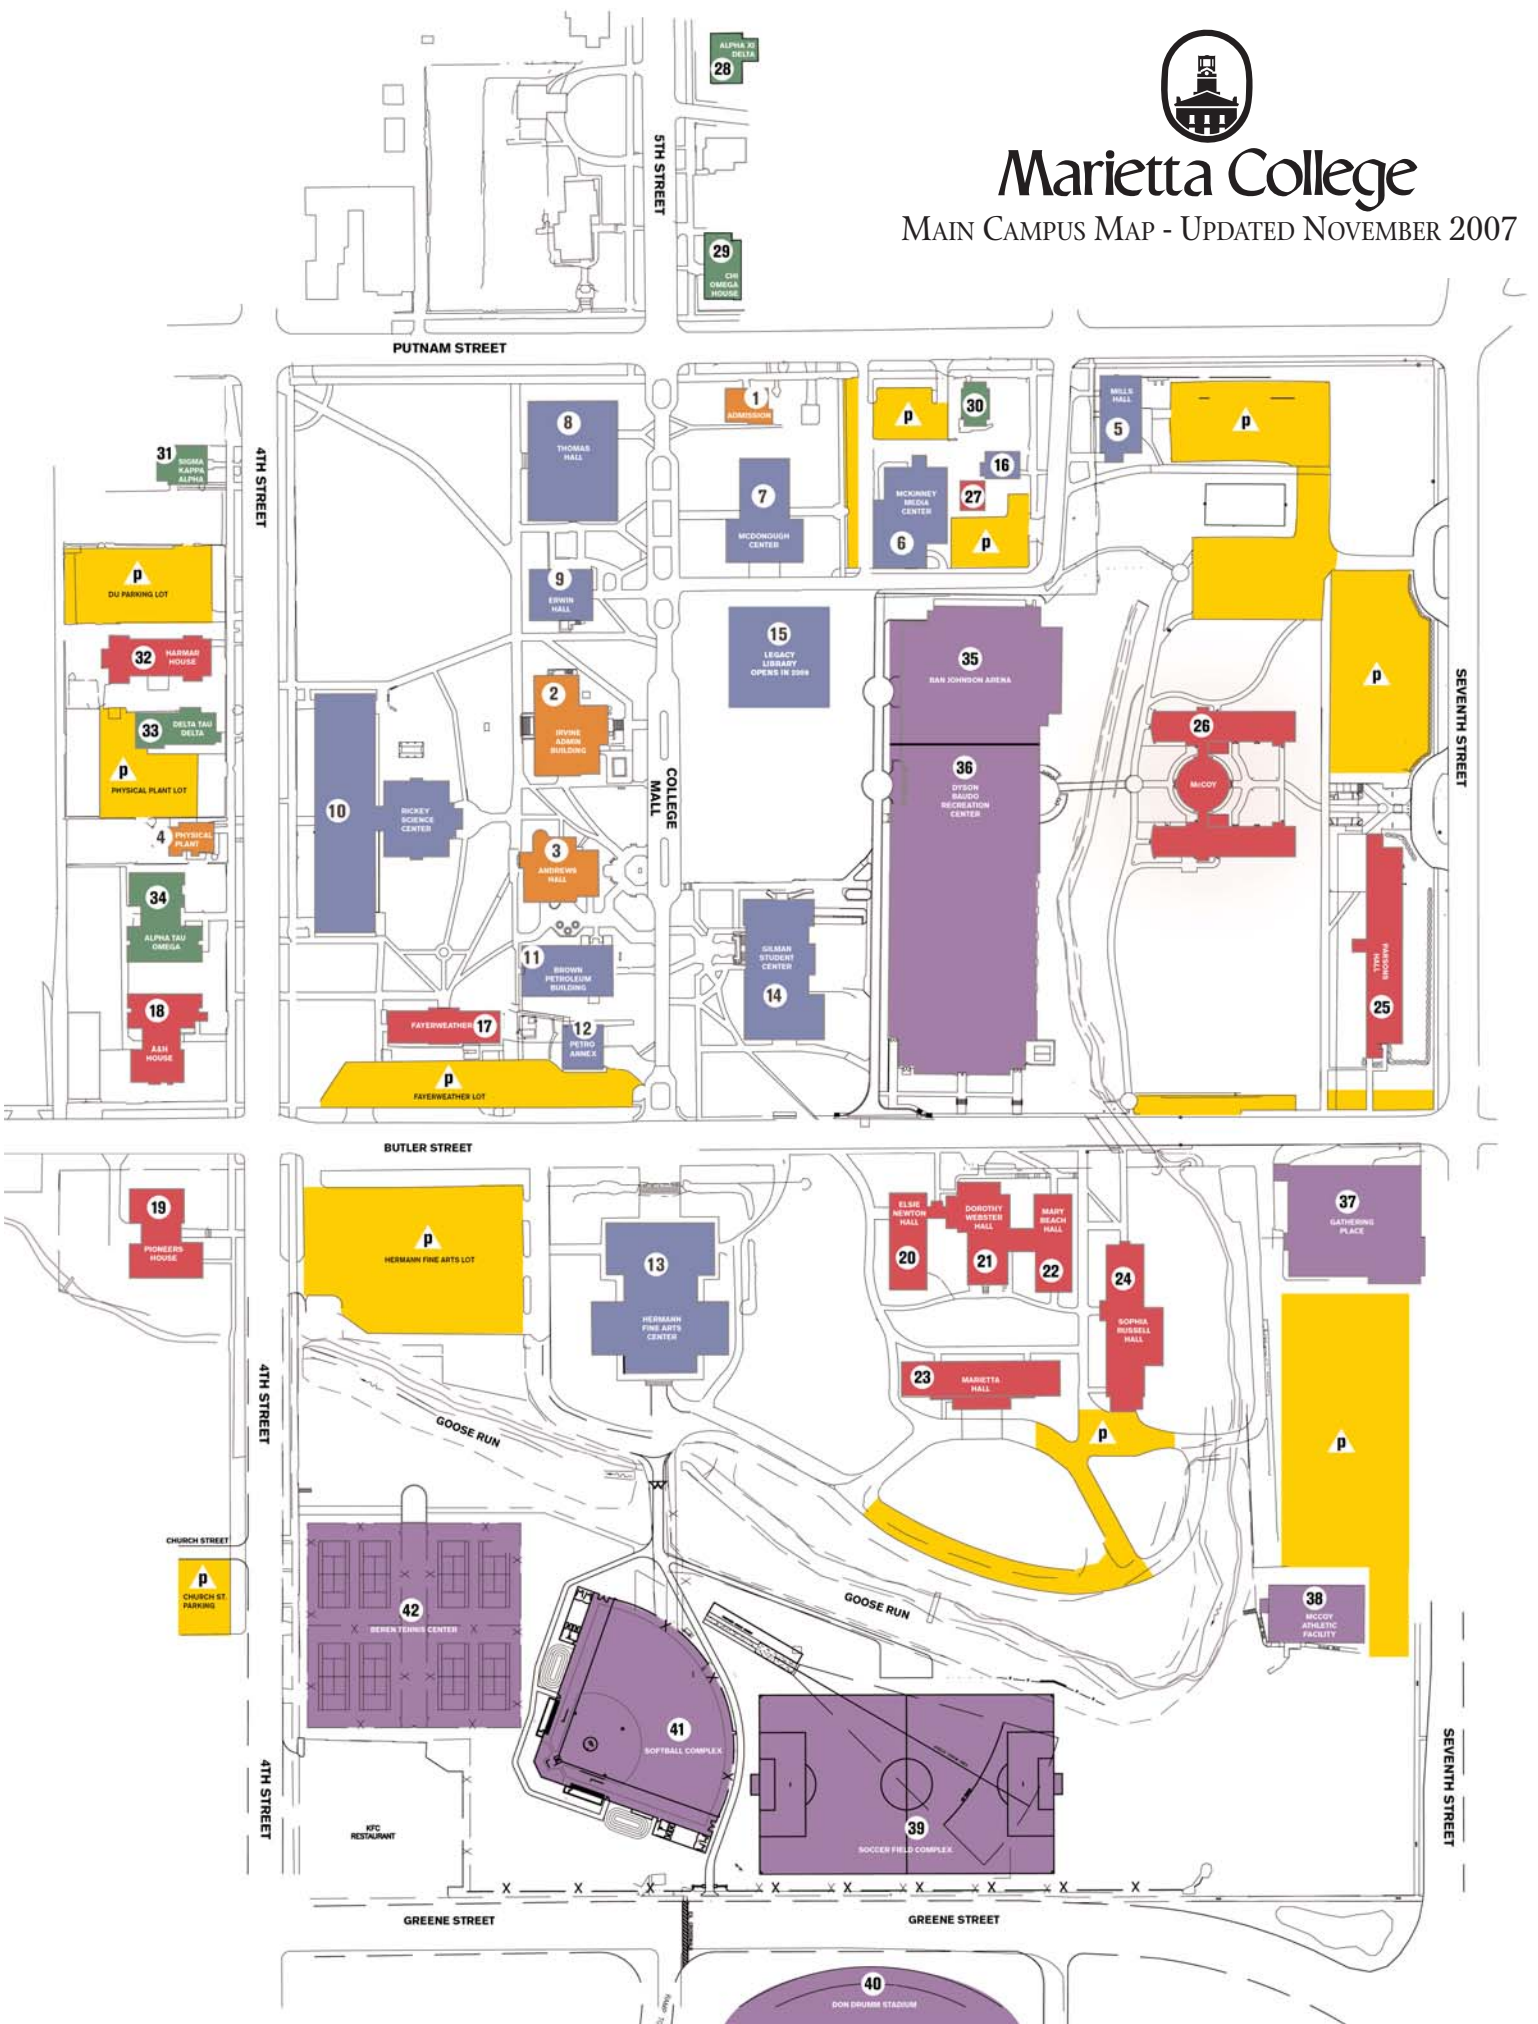 Marietta College
MAIN CAMPUS MAP - UPDATED NOVEMBER 2007
ALPHA XI
DELTA
28
5TH STREET
29
CHI
OMEGA
HOUSE
PUTNAM STREET
1
ADMISSION
P
30
MILLS
HALL
5
P
8
THOMAS
HALL
31
SIGMA
KAPPA
ALPHA
4TH STREET
16
27
7
MCDONOUGH
CENTER
MCKINNEY
MEDIA
CENTER
6
P
P
DU PARKING LOT
9
ERWIN
HALL
15
LEGACY
LIBRARY
OPENS IN 2009
32
HARMAR
HOUSE
35
BAN JOHNSON ARENA
P
SEVENTH STREET
2
IRVINE
ADMIN
BUILDING
33
DELTA TAU
DELTA
26
MCCOY
P
PHYSICAL PLANT LOT
36
DYSON
BAUDO
RECREATION
CENTER
COLLEGE
MALL
10
RICKEY
SCIENCE
CENTER
4
PHYSICAL
PLANT
3
ANDREWS
HALL
34
ALPHA TAU
OMEGA
11
BROWN
PETROLEUM
BUILDING
GILMAN
STUDENT
CENTER
14
PARSONS
HALL
25
18
A&H
HOUSE
FAYERWEATHER
17
12
PETRO
ANNEX
P
FAYERWEATHER LOT
BUTLER STREET
19
PIONEERS
HOUSE
P
HERMANN FINE ARTS LOT
13
HERMANN
FINE ARTS
CENTER
ELSIE
NEWTON
HALL
20
DOROTHY
WEBSTER
HALL
21
MARY
BEACH
HALL
22
24
SOPHIA
RUSSELL
HALL
37
GATHERING
PLACE
23
MARIETTA
HALL
4TH STREET
GOOSE RUN
P
P
CHURCH STREET
P
CHURCH ST.
PARKING
42
BEREN TENNIS CENTER
GOOSE RUN
38
MCCOY
ATHLETIC
FACILITY
41
SOFTBALL COMPLEX
4TH STREET
KFC
RESTAURANT
39
SOCCER FIELD COMPLEX
SEVENTH STREET
GREENE STREET
GREENE STREET
40
DON DRUMM STADIUM